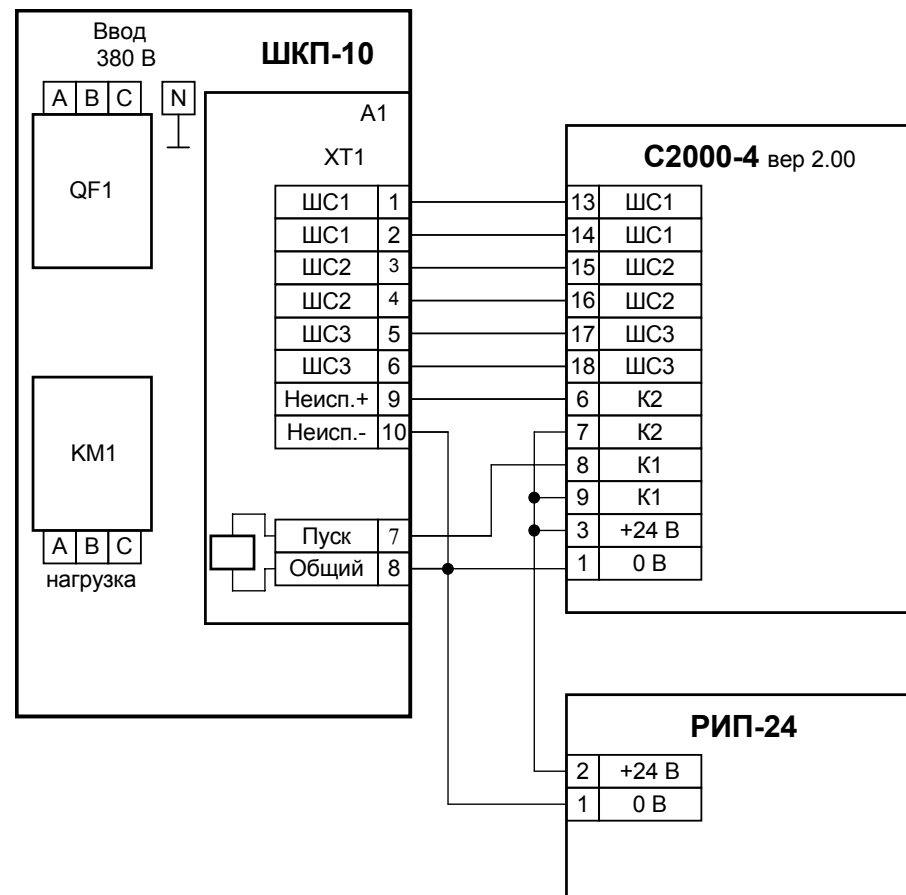 Ввод
380 В
ШКП-10
A B C N
QF1
A1
XT1
ШС1 1
ШС1 2
ШС2 3
ШС2 4
ШС3 5
ШС3 6
Неисп.+ 9
Неисп.- 10
Пуск 7
Общий 8
KM1
A B C
нагрузка
С2000-4 вер 2.00
13 ШС1
14 ШС1
15 ШС2
16 ШС2
17 ШС3
18 ШС3
6 К2
7 К2
8 К1
9 К1
3 +24 В
1 0 В
РИП-24
2 +24 В
1 0 В